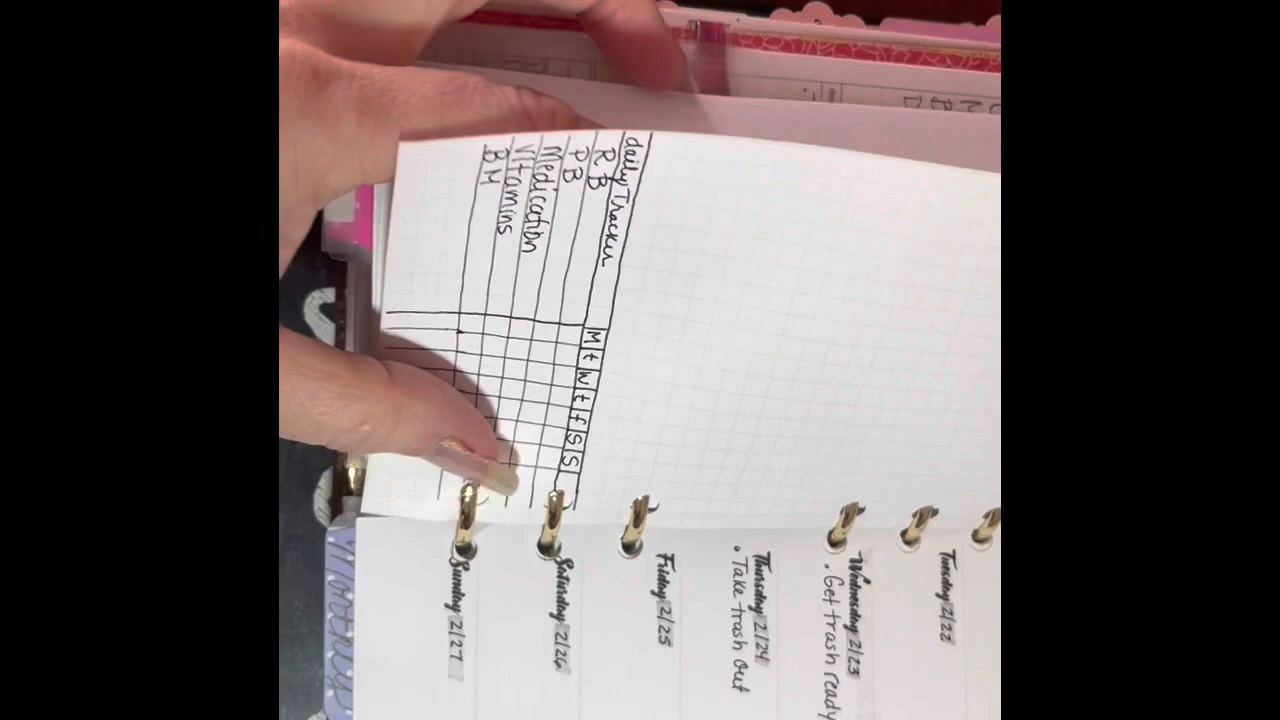 daily Tracker M t W t f S S
R B
P B
Medication
Vitamins
B M
Tuesday 2/22
Wednesday 2/23
• Get trash ready
Thursday 2/24
• Take trash out
Friday 2/25
Saturday 2/26
Sunday 2/27
Monthly